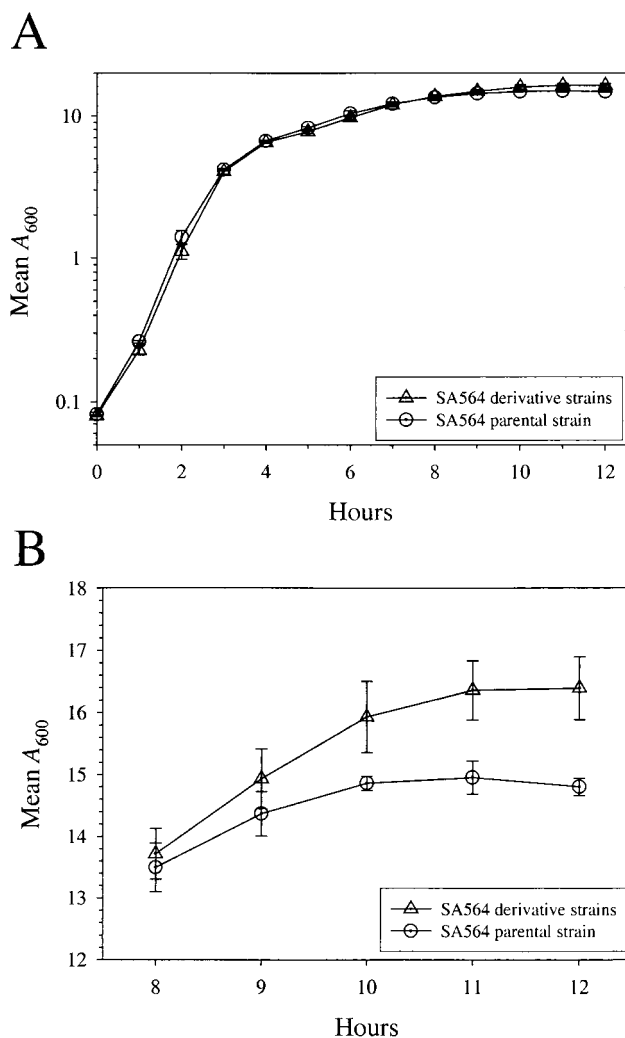 A
10
1
0.1
Mean A600
SA564 derivative strains
SA564 parental strain
0 2 4 6 8 10 12
Hours
B
18
17
16
15
14
13
12
Mean A600
SA564 derivative strains
SA564 parental strain
8 9 10 11 12
Hours